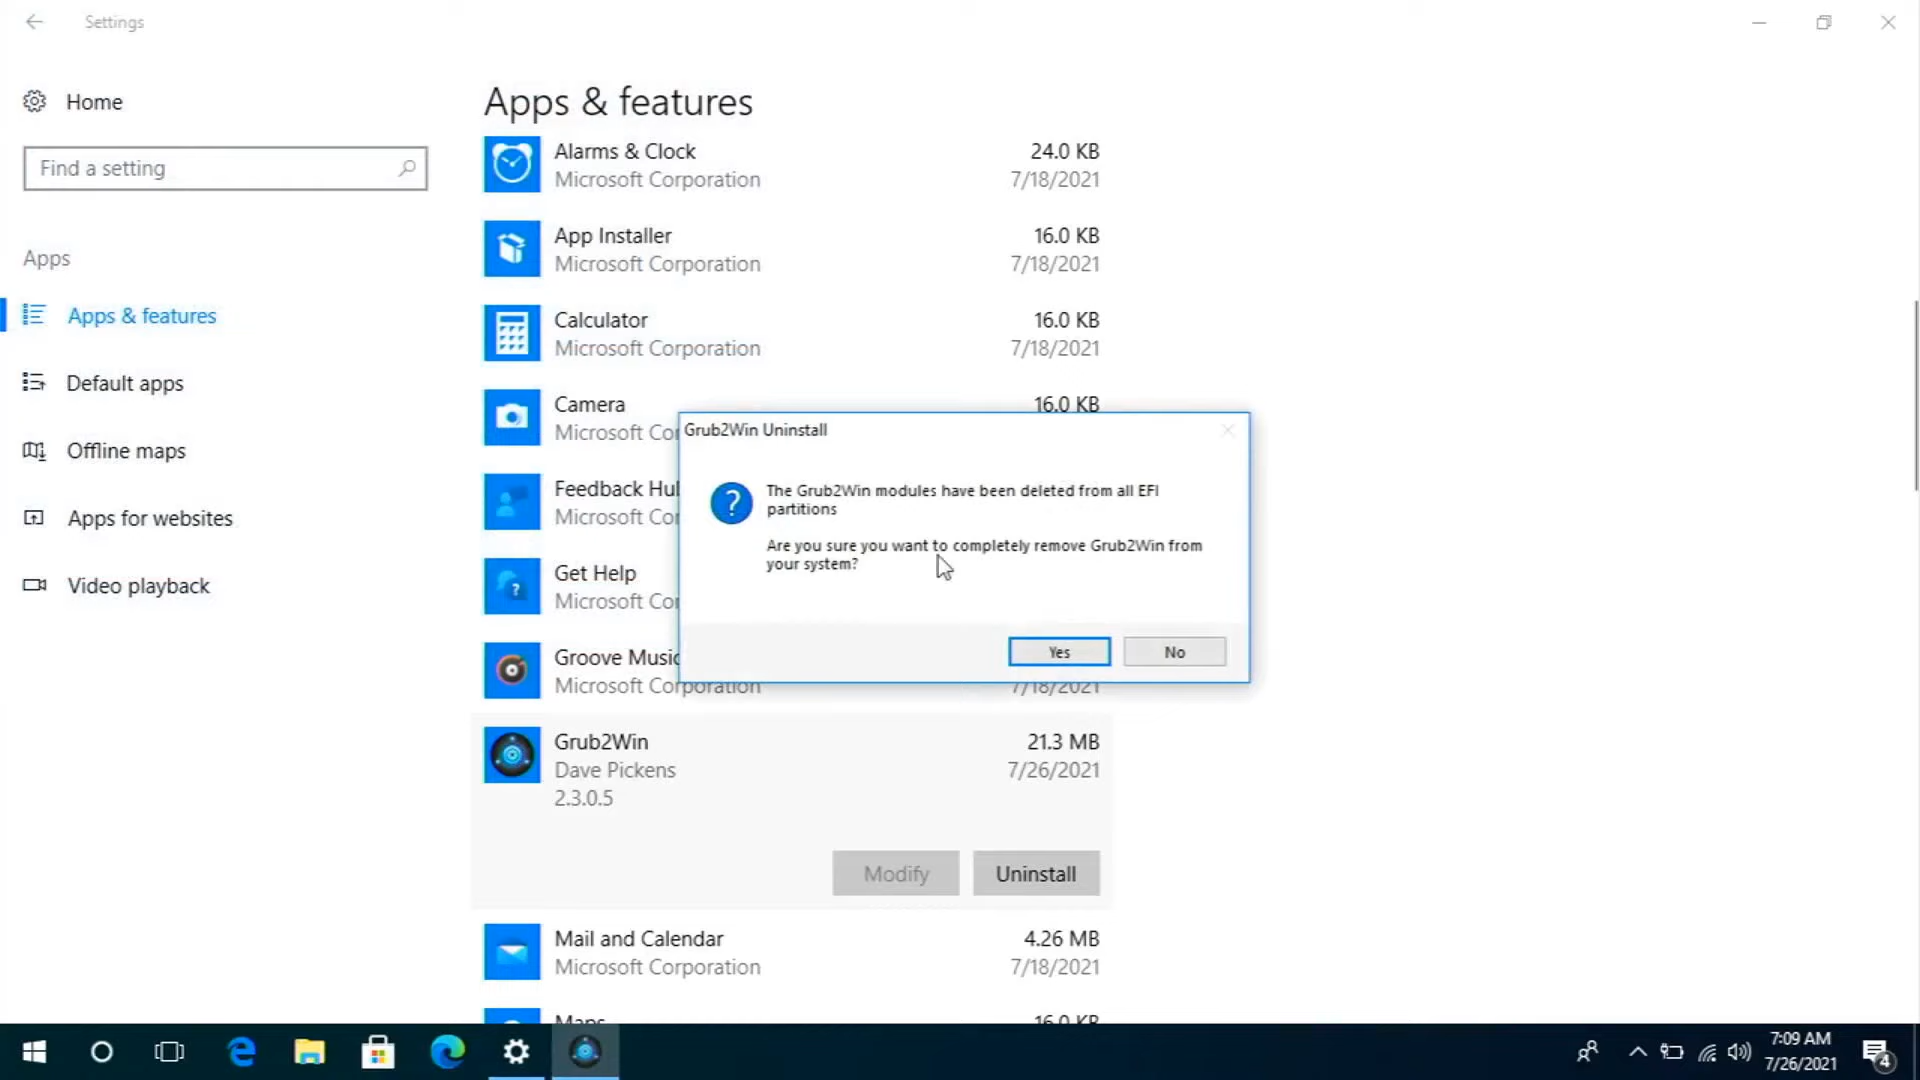 Settings
Home
Find a setting
Apps
Apps & features
Default apps
Offline maps
Apps for websites
Video playback
Apps & features
Alarms & Clock 24.0 KB
Microsoft Corporation 7/18/2021
App Installer 16.0 KB
Microsoft Corporation 7/18/2021
Calculator 16.0 KB
Microsoft Corporation 7/18/2021
Camera 16.0 KB
Microsoft Cor
Feedback Hu
Microsoft Cor
Get Help
Microsoft Cor
Groove Music
Microsoft Corporation 7/18/2021
Grub2Win Uninstall
The Grub2Win modules have been deleted from all EFI
partitions
Are you sure you want to completely remove Grub2Win from
your system?
Yes No
Grub2Win 21.3 MB
Dave Pickens 7/26/2021
2.3.0.5
Modify Uninstall
Mail and Calendar 4.26 MB
Microsoft Corporation 7/18/2021
Maps 16.0 KB
7:09 AM
7/26/2021
4